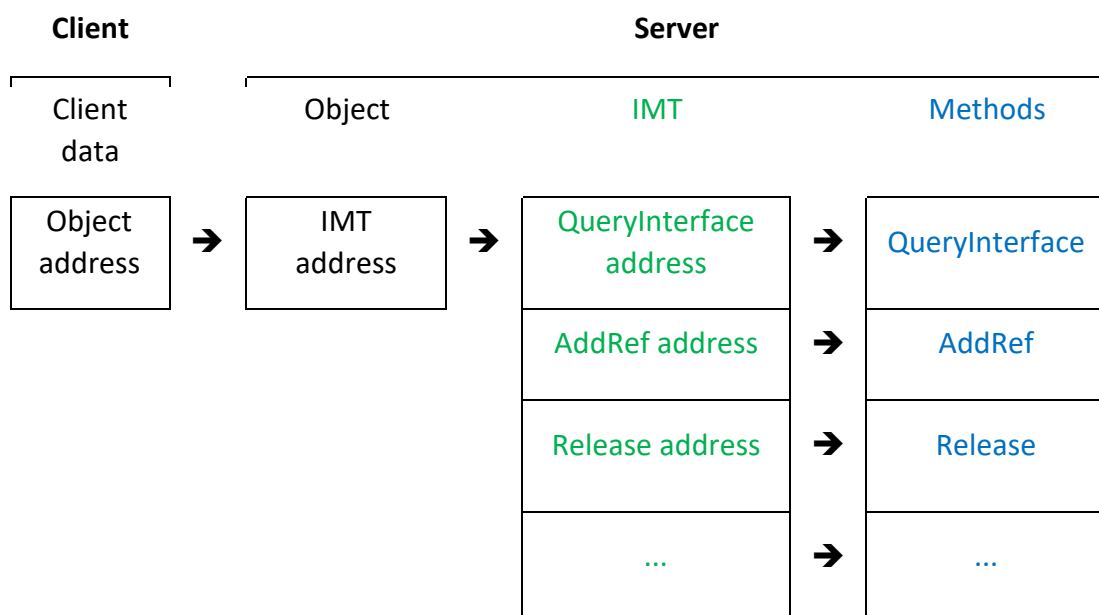 Client
Server
Client
data
Object
IMT
Methods
Object
address
➔
IMT
address
➔
QueryInterface
address
➔
QueryInterface
AddRef address
➔
AddRef
Release address
➔
Release
...
➔
...